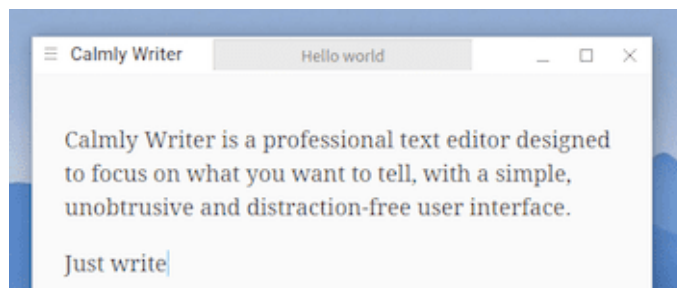 Calmly Writer
Hello world
Calmly Writer is a professional text editor designed
to focus on what you want to tell, with a simple,
unobtrusive and distraction-free user interface.
Just write